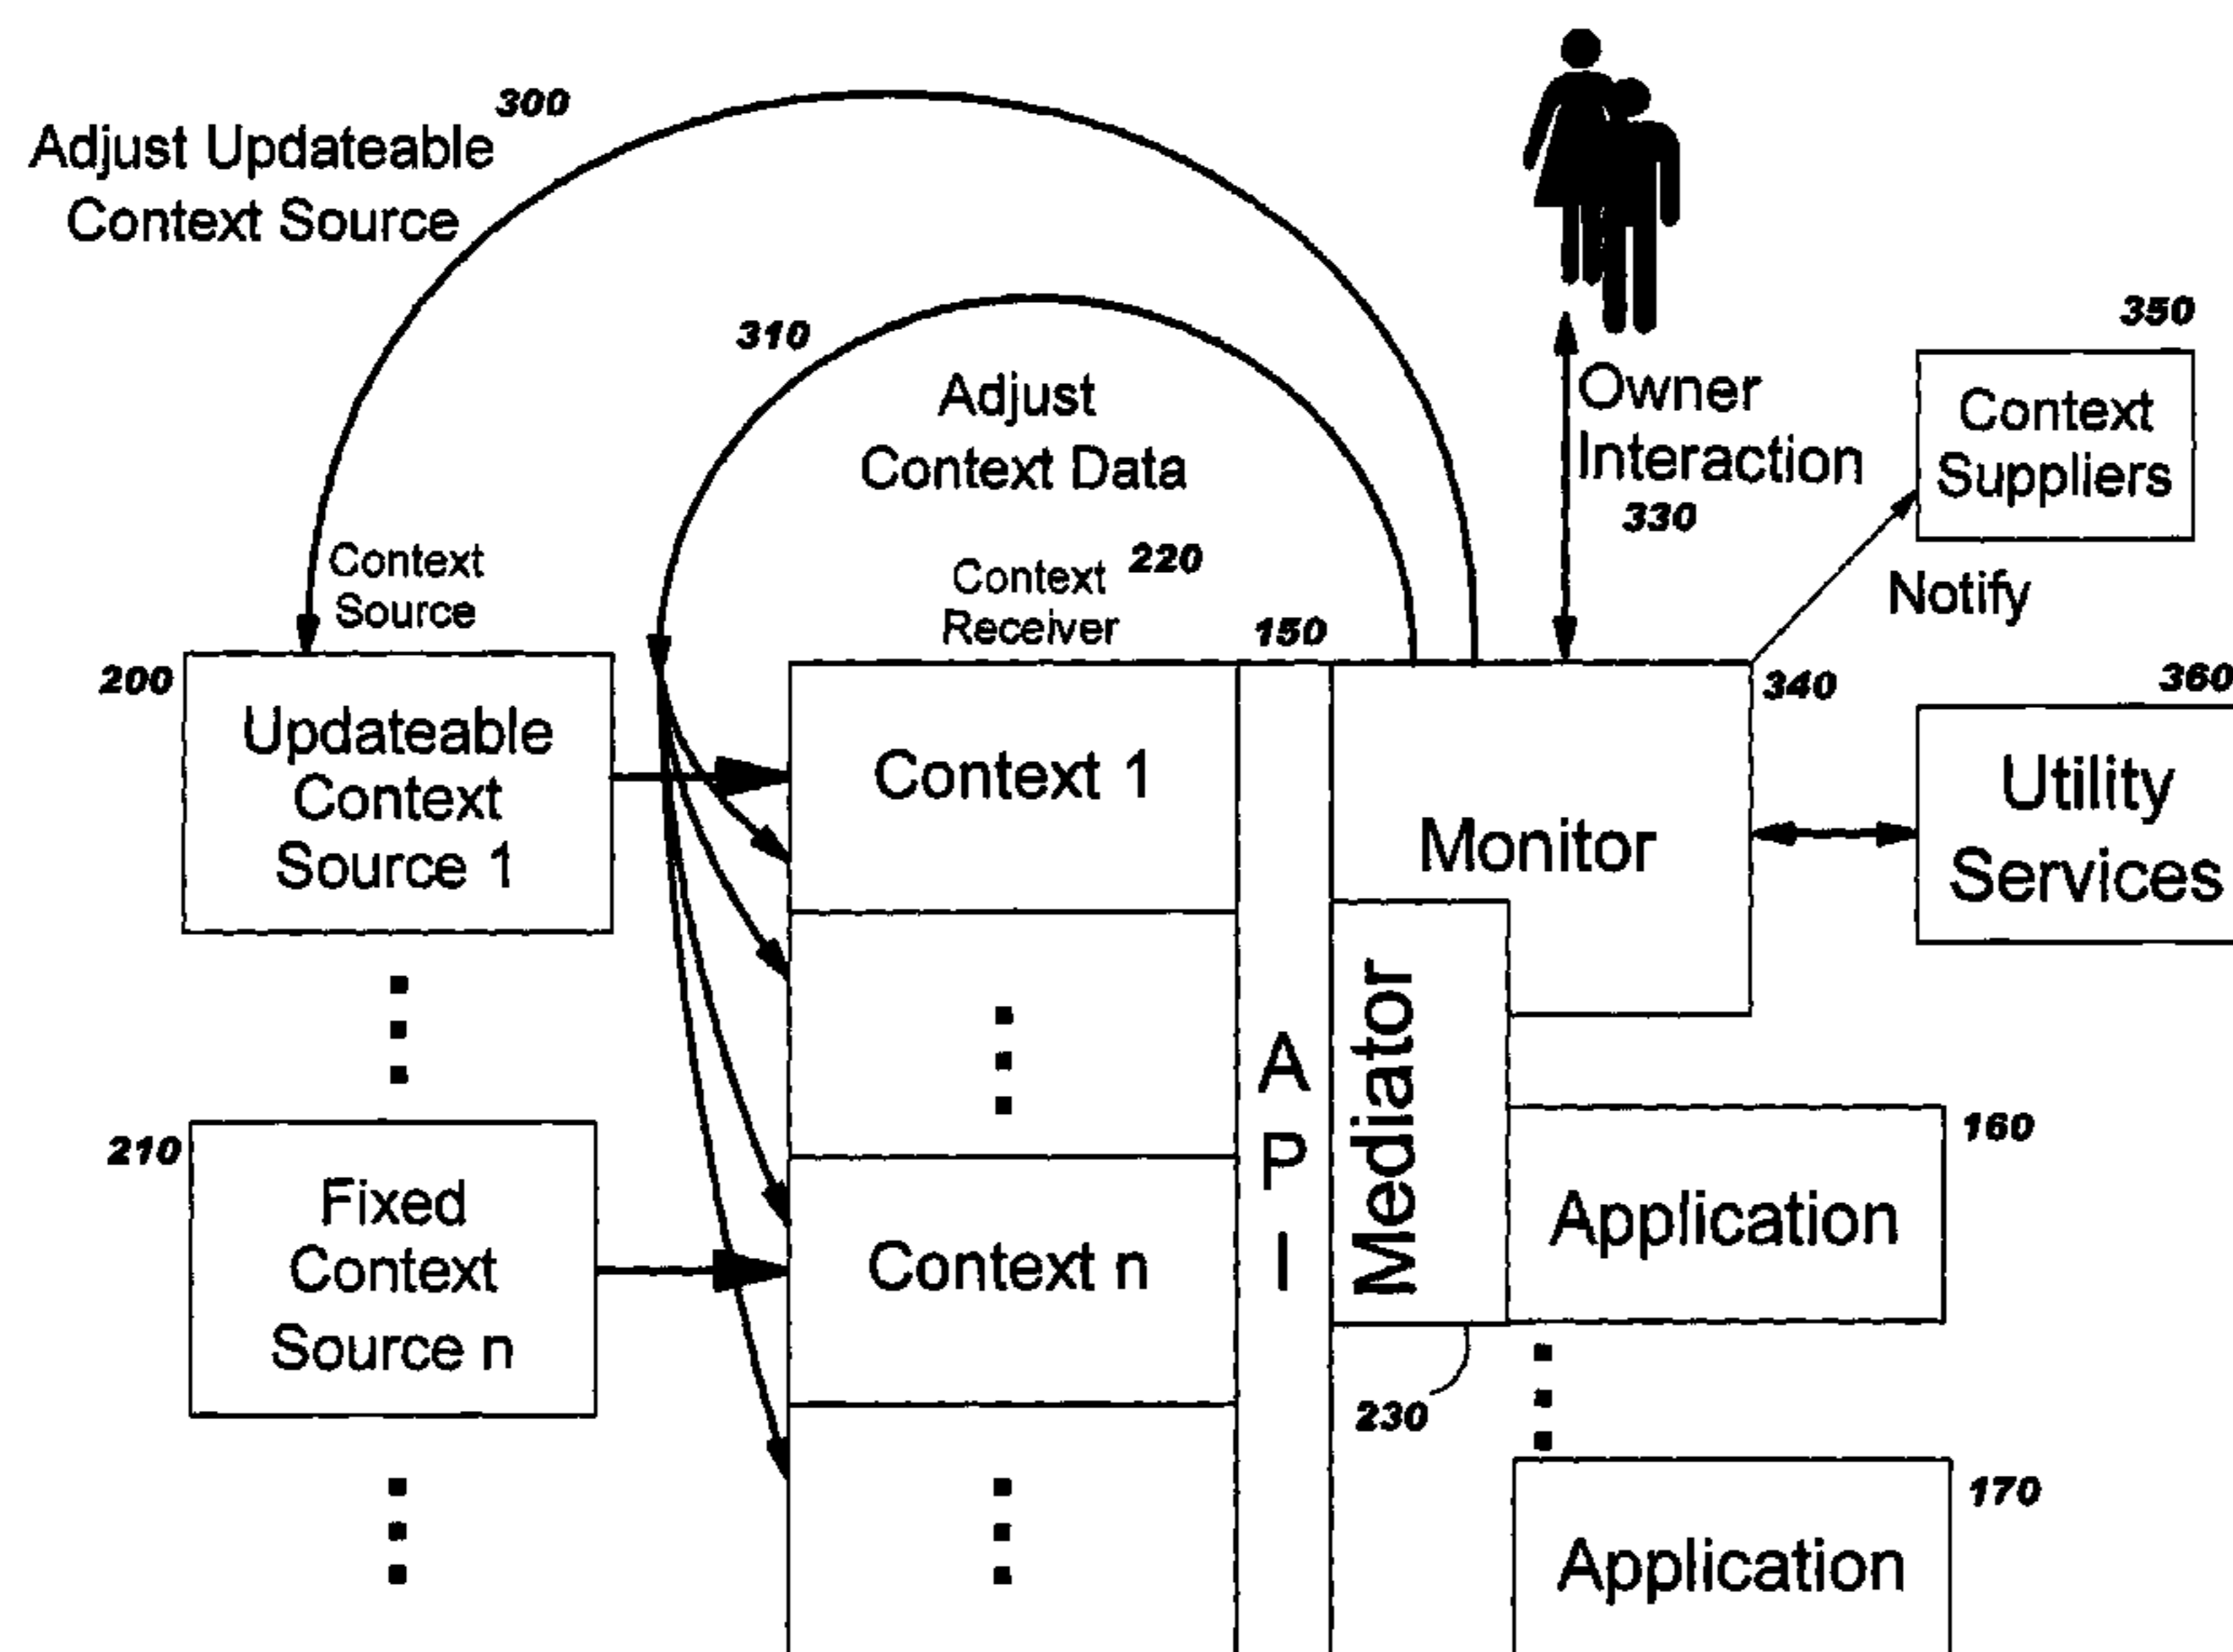 300
Adjust Updateable
Context Source
310
Adjust
Context Data
Owner
Interaction
330
350
Context
Suppliers
Notify
Context
Source
Context
Receiver
220
150
200
Updateable
Context
Source 1
Context 1
Monitor
340
360
Utility
Services
210
Fixed
Context
Source n
Context n
A
P
I
Mediator
160
Application
230
170
Application